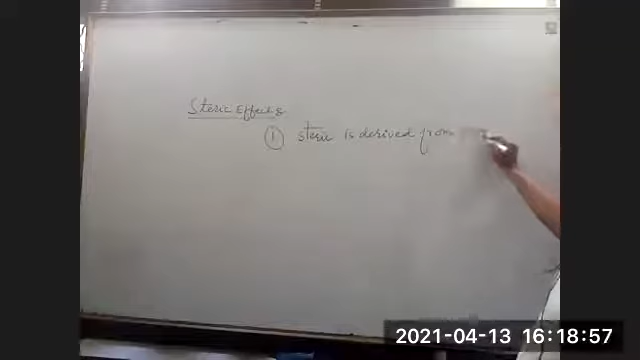 Steric Effects
① steric is derived from
2021-04-13 16:18:57